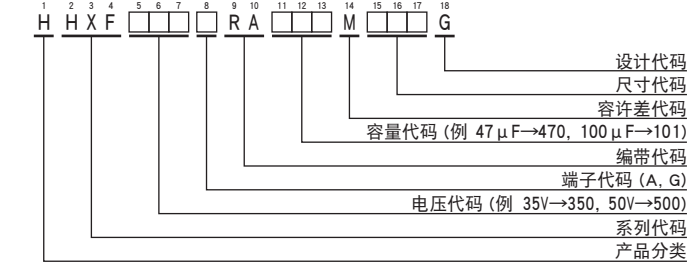 1 2 3 4 5 6 7 8 9 10 11 12 13 14 15 16 17 18
H HXF □□□ □ RA □□□ M □□□ G
设计代码
尺寸代码
容许差代码
容量代码 (例 47μF→470, 100μF→101)
编带代码
端子代码 (A, G)
电压代码 (例 35V→350, 50V→500)
系列代码
产品分类